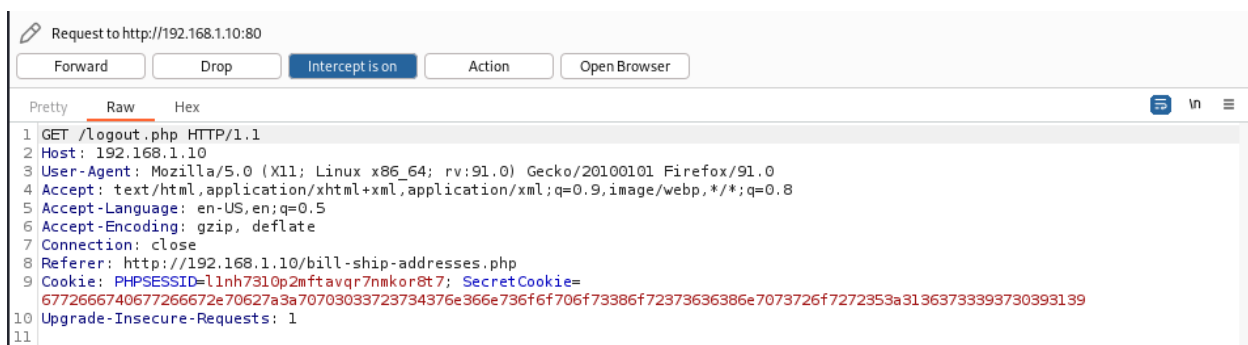 Request to http://192.168.1.10:80
Forward Drop Intercept is on Action Open Browser
Pretty Raw Hex \n
1 GET /logout.php HTTP/1.1
2 Host: 192.168.1.10
3 User-Agent: Mozilla/5.0 (X11; Linux x86_64; rv:91.0) Gecko/20100101 Firefox/91.0
4 Accept: text/html,application/xhtml+xml,application/xml;q=0.9,image/webp,*/*;q=0.8
5 Accept-Language: en-US,en;q=0.5
6 Accept-Encoding: gzip, deflate
7 Connection: close
8 Referer: http://192.168.1.10/bill-ship-addresses.php
9 Cookie: PHPSESSID=l1nh7310p2mftavqr7nmkor8t7; SecretCookie=
6772666740677266672e70627a3a70703033723734376e366e736f6f706f73386f72373636386e7073726f7272353a31363733393730393139
10 Upgrade-Insecure-Requests: 1
11